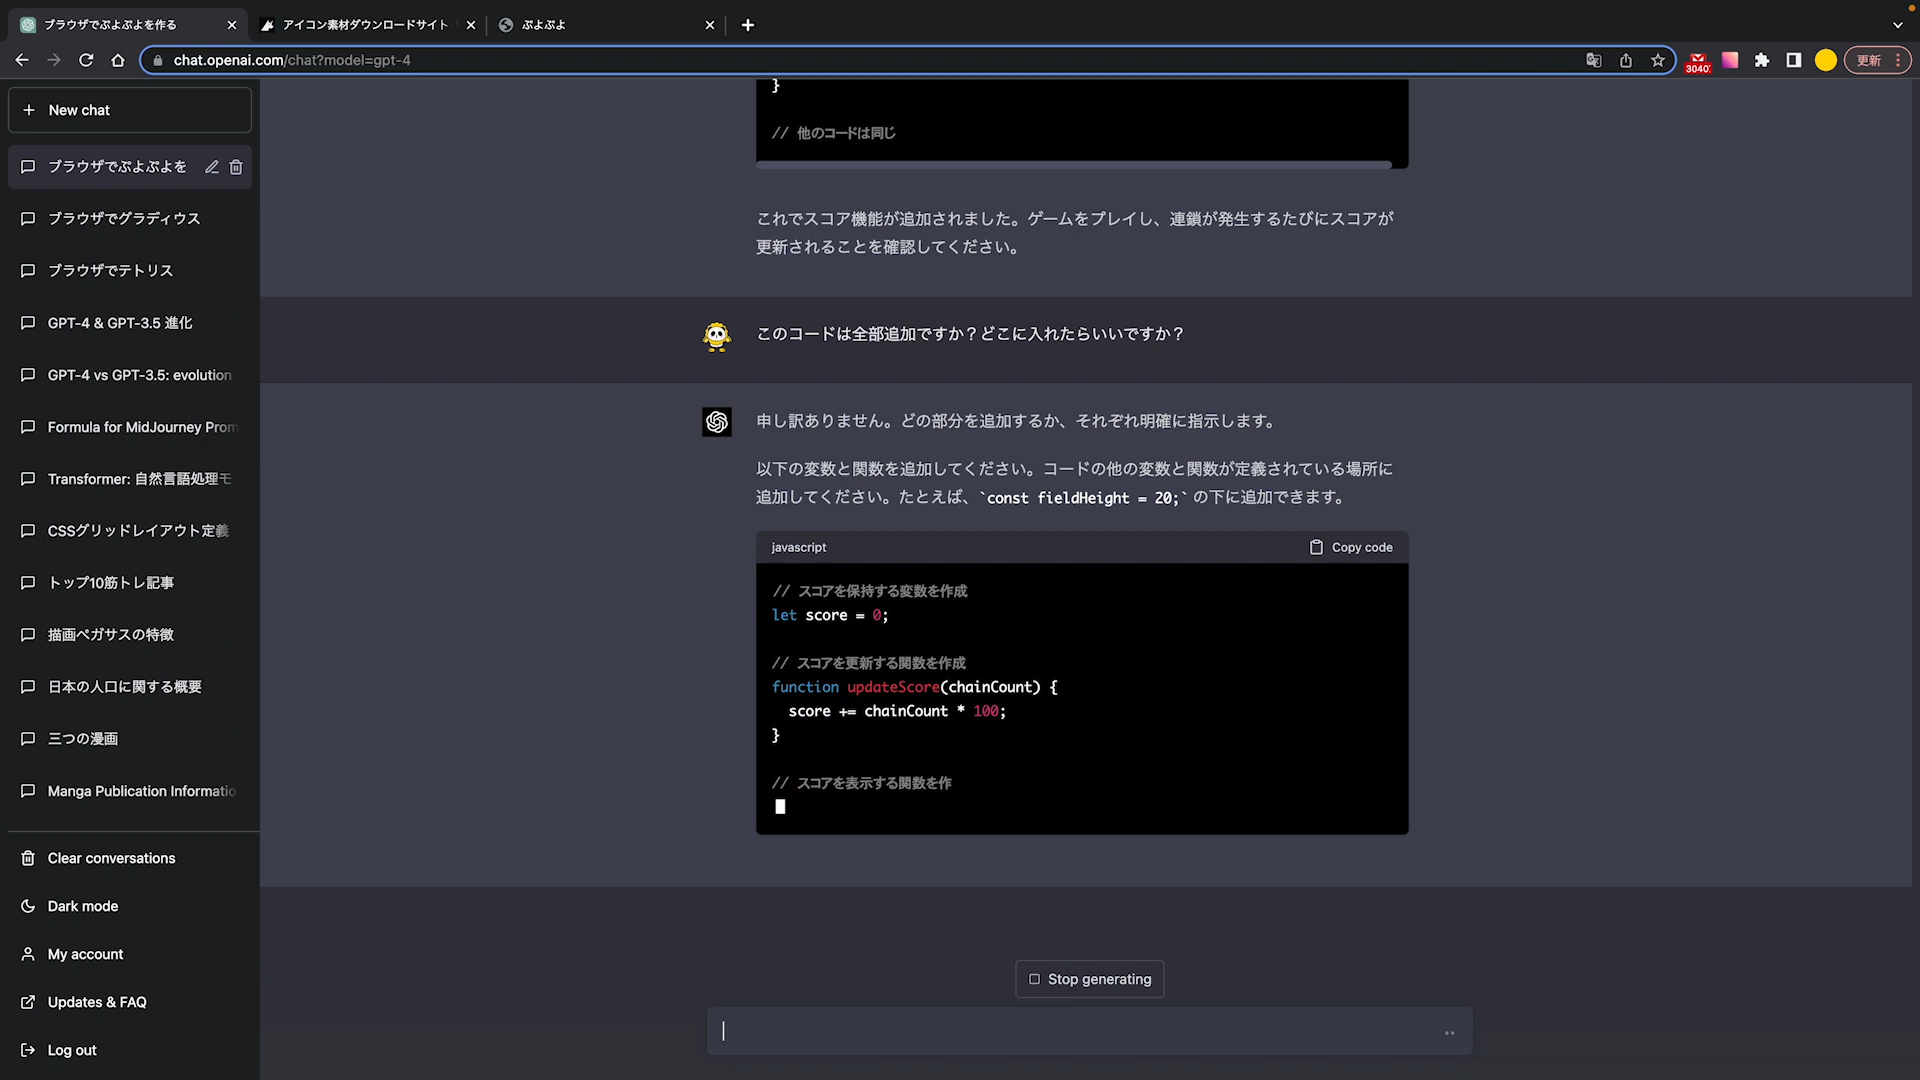 ブラウザでぷよぷよを作る
アイコン素材ダウンロードサイト
ぷよぷよ
chat.openai.com/chat?model=gpt-4
3040
更新
New chat
ブラウザでぷよぷよを
ブラウザでグラディウス
ブラウザでテトリス
GPT-4 & GPT-3.5 進化
GPT-4 vs GPT-3.5: evolution
Formula for MidJourney Prom
Transformer: 自然言語処理モ
CSSグリッドレイアウト定義
トップ10筋トレ記事
描画ペガサスの特徴
日本の人口に関する概要
三つの漫画
Manga Publication Informatio
Clear conversations
Dark mode
My account
Updates & FAQ
Log out
}
// 他のコードは同じ
これでスコア機能が追加されました。ゲームをプレイし、連鎖が発生するたびにスコアが
更新されることを確認してください。
このコードは全部追加ですか？どこに入れたらいいですか？
申し訳ありません。どの部分を追加するか、それぞれ明確に指示します。
以下の変数と関数を追加してください。コードの他の変数と関数が定義されている場所に
追加してください。たとえば、`const fieldHeight = 20;` の下に追加できます。
javascript
Copy code
// スコアを保持する変数を作成
let score = 0;
// スコアを更新する関数を作成
function updateScore(chainCount) {
score += chainCount * 100;
}
// スコアを表示する関数を作
Stop generating